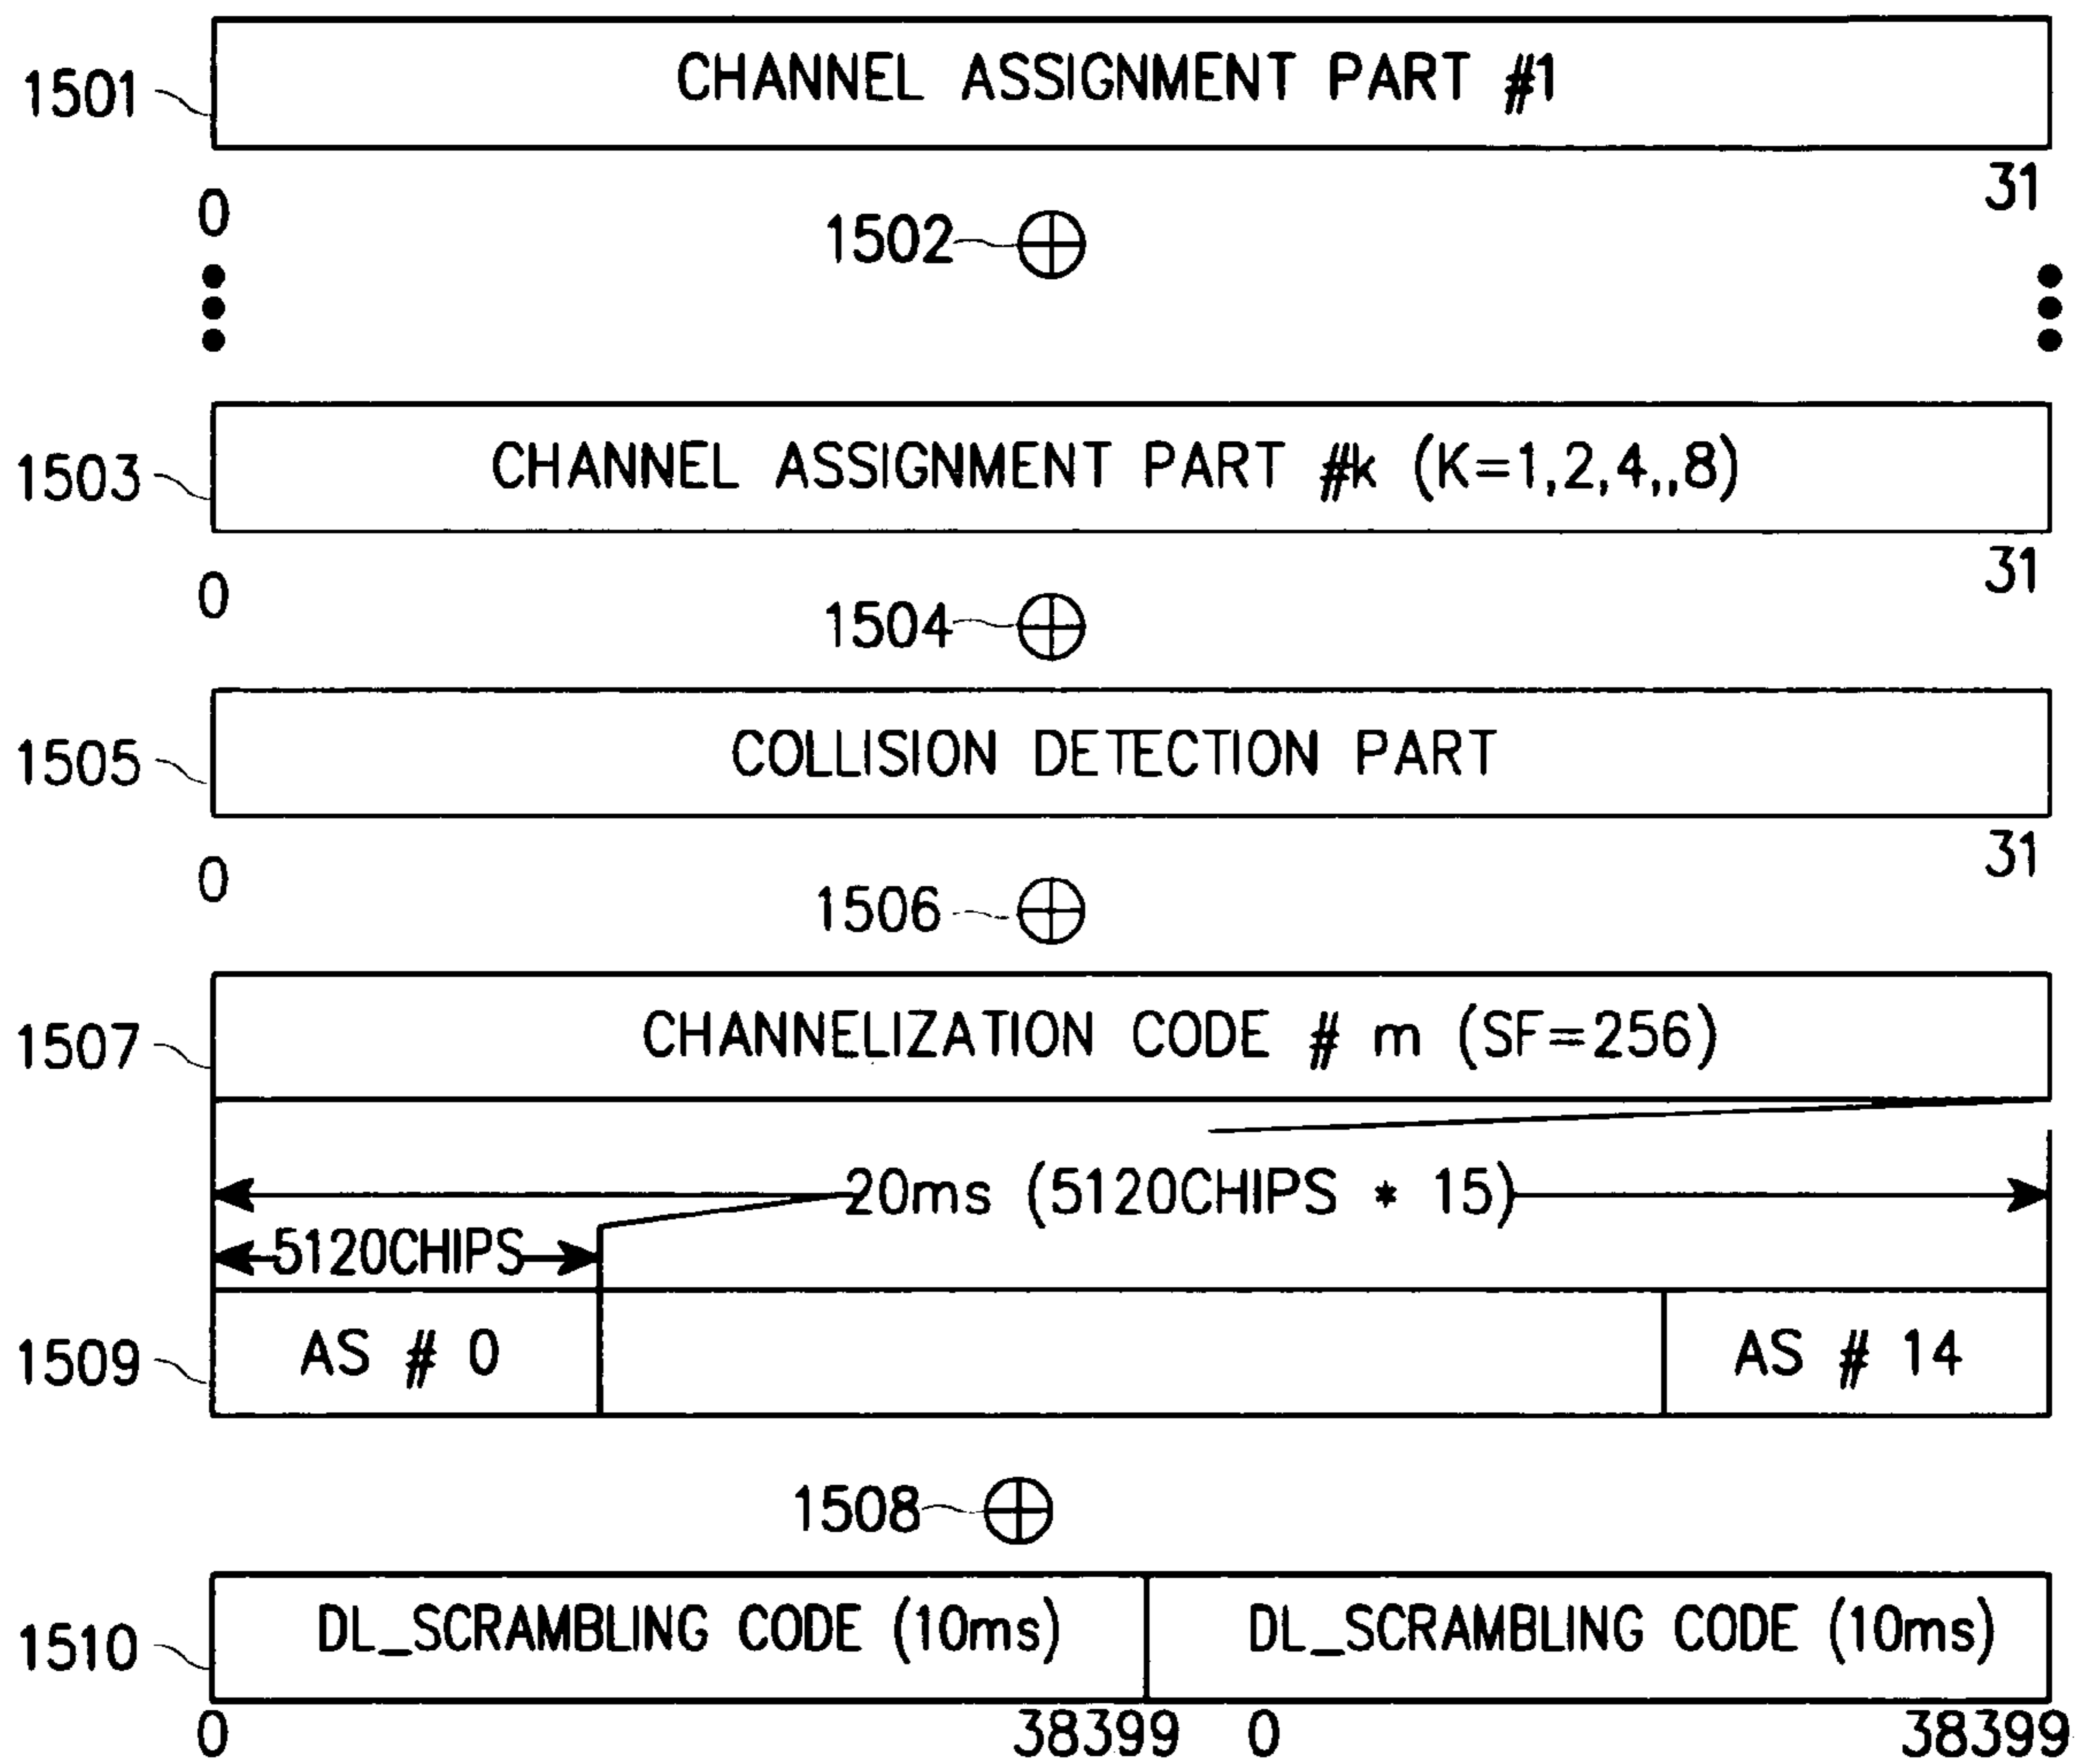 CHANNEL ASSIGNMENT PART #1
1501
0
31
1502
CHANNEL ASSIGNMENT PART #k (K=1,2,4,,8)
1503
0
31
1504
COLLISION DETECTION PART
1505
0
31
1506
CHANNELIZATION CODE # m (SF=256)
1507
20ms (5120CHIPS * 15)
5120CHIPS
AS # 0
AS # 14
1509
1508
DL_SCRAMBLING CODE (10ms)
DL_SCRAMBLING CODE (10ms)
1510
0
38399
0
38399